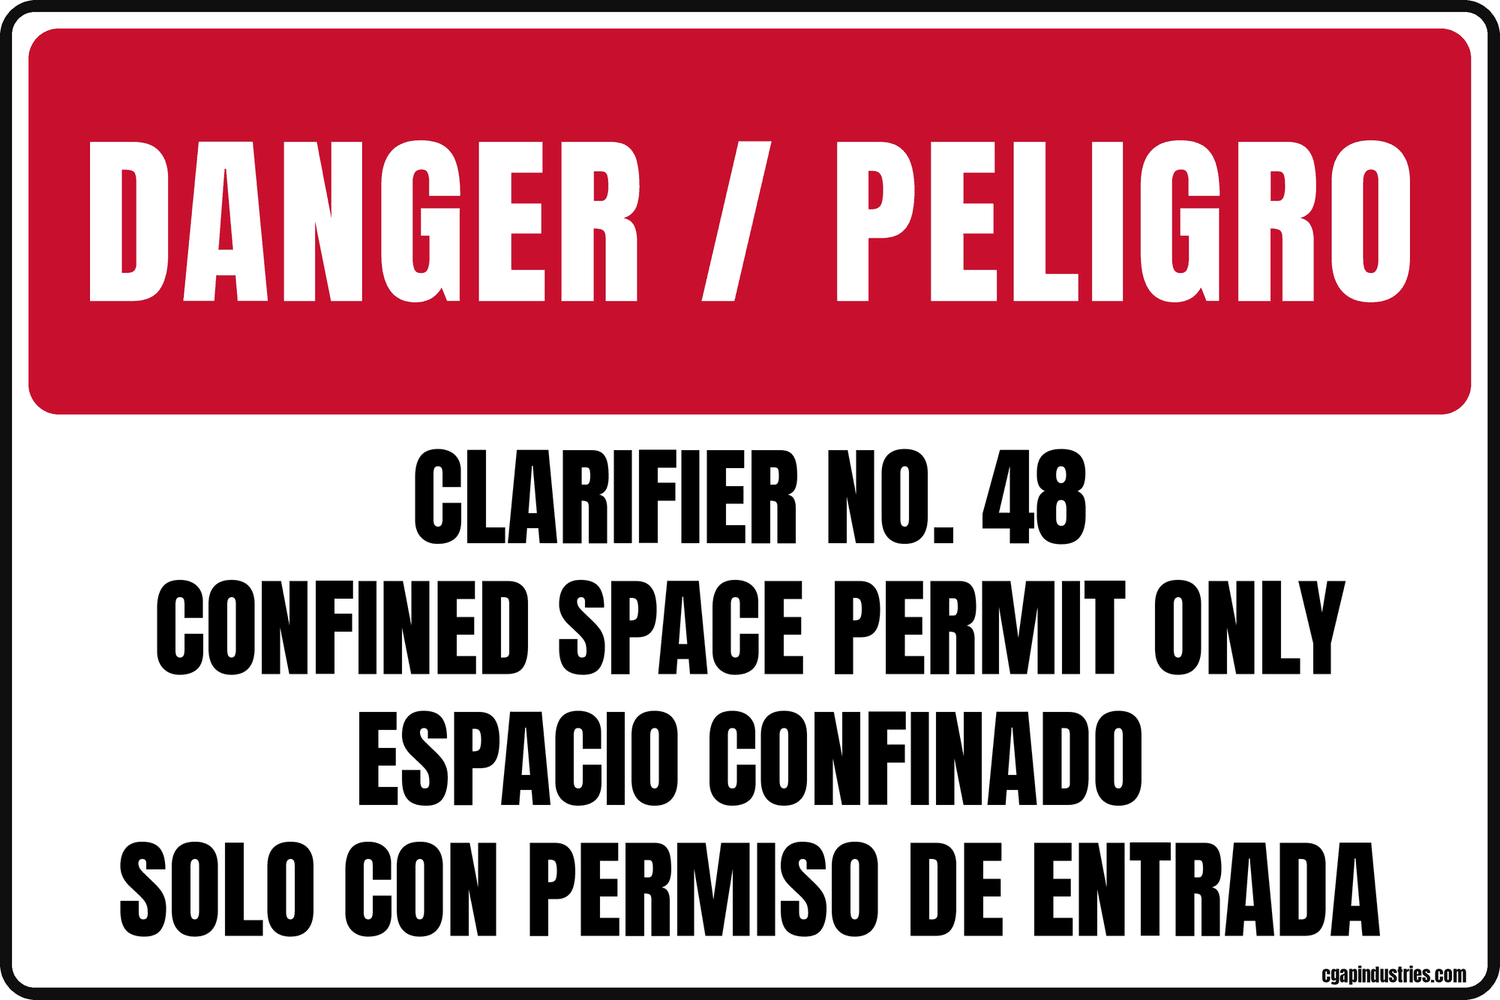 DANGER / PELIGRO
CLARIFIER NO. 48
CONFINED SPACE PERMIT ONLY
ESPACIO CONFINADO
SOLO CON PERMISO DE ENTRADA
cgapindustries.com